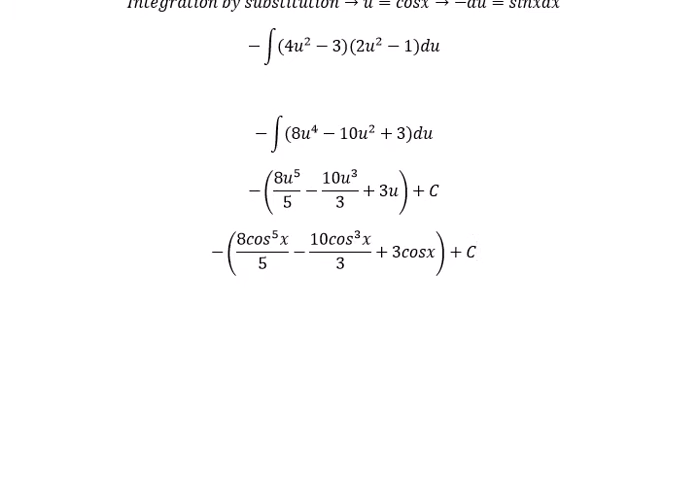 Integration by substitution → u = cosx → −du = sinxdx
−∫(4u² − 3)(2u² − 1)du
−∫(8u⁴ − 10u² + 3)du
−(8u⁵/5 − 10u³/3 + 3u) + C
−(8cos⁵x/5 − 10cos³x/3 + 3cosx) + C